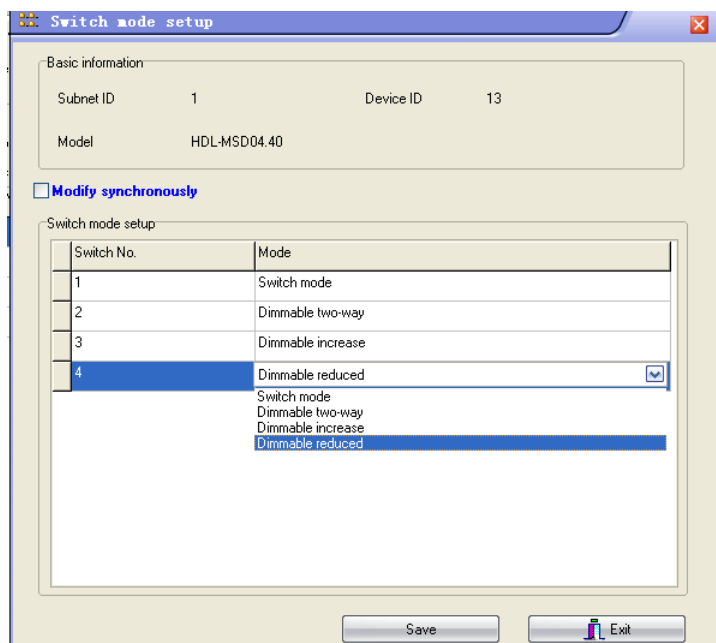 Switch mode setup
Basic information
Subnet ID 1 Device ID 13
Model HDL-MSD04.40
Modify synchronously
Switch mode setup
Switch No. Mode
1 Switch mode
2 Dimmable two-way
3 Dimmable increase
4 Dimmable reduced
Switch mode
Dimmable two-way
Dimmable increase
Dimmable reduced
Save Exit